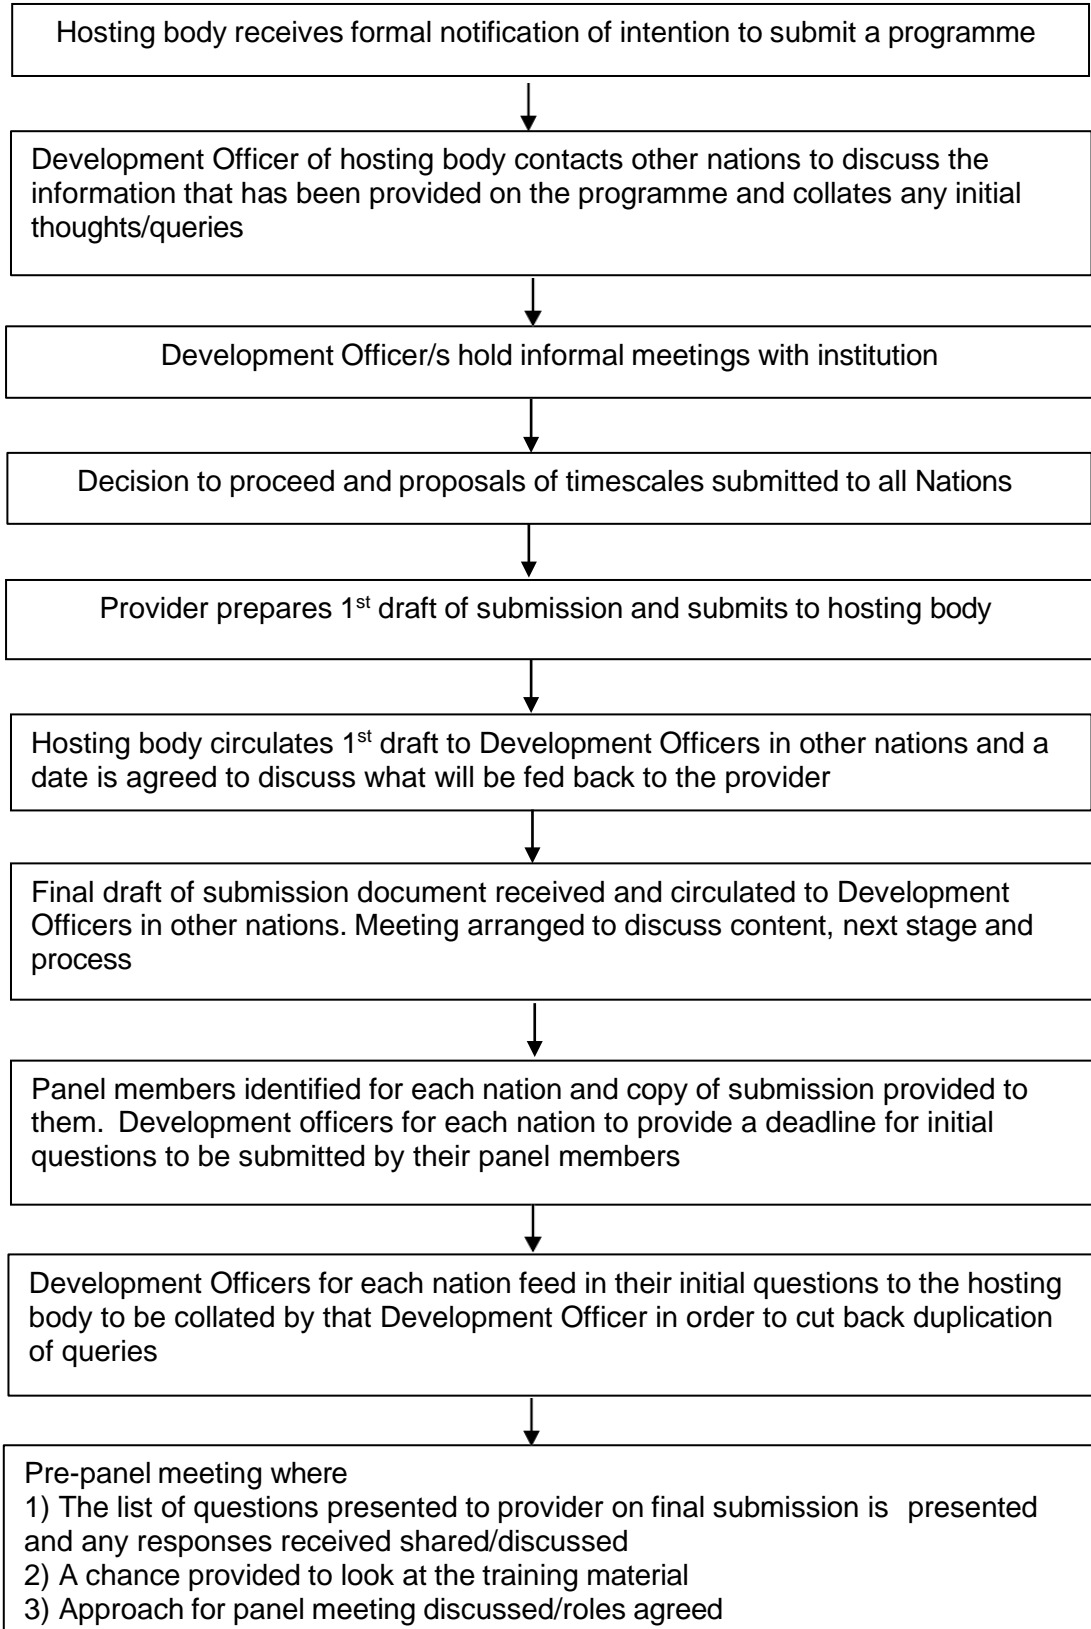 Hosting body receives formal notification of intention to submit a programme
Development Officer of hosting body contacts other nations to discuss the
information that has been provided on the programme and collates any initial
thoughts/queries
Development Officer/s hold informal meetings with institution
Decision to proceed and proposals of timescales submitted to all Nations
Provider prepares 1st draft of submission and submits to hosting body
Hosting body circulates 1st draft to Development Officers in other nations and a
date is agreed to discuss what will be fed back to the provider
Final draft of submission document received and circulated to Development
Officers in other nations. Meeting arranged to discuss content, next stage and
process
Panel members identified for each nation and copy of submission provided to
them. Development officers for each nation to provide a deadline for initial
questions to be submitted by their panel members
Development Officers for each nation feed in their initial questions to the hosting
body to be collated by that Development Officer in order to cut back duplication
of queries
Pre-panel meeting where
1) The list of questions presented to provider on final submission is presented
and any responses received shared/discussed
2) A chance provided to look at the training material
3) Approach for panel meeting discussed/roles agreed